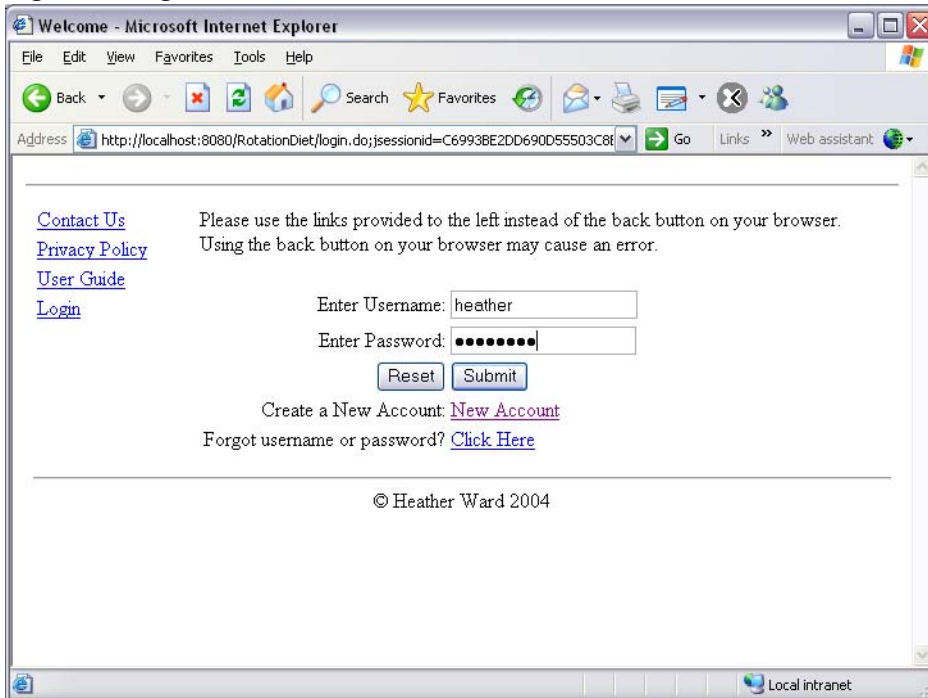 Welcome - Microsoft Internet Explorer
File Edit View Favorites Tools Help
Back Search Favorites
Address http://localhost:8080/RotationDiet/login.do;jsessionid=C6993BE2DD690D55503C8E Go Links » Web assistant
Contact Us
Privacy Policy
User Guide
Login
Please use the links provided to the left instead of the back button on your browser.
Using the back button on your browser may cause an error.
Enter Username: heather
Enter Password: ••••••••
Reset Submit
Create a New Account: New Account
Forgot username or password? Click Here
© Heather Ward 2004
Local intranet